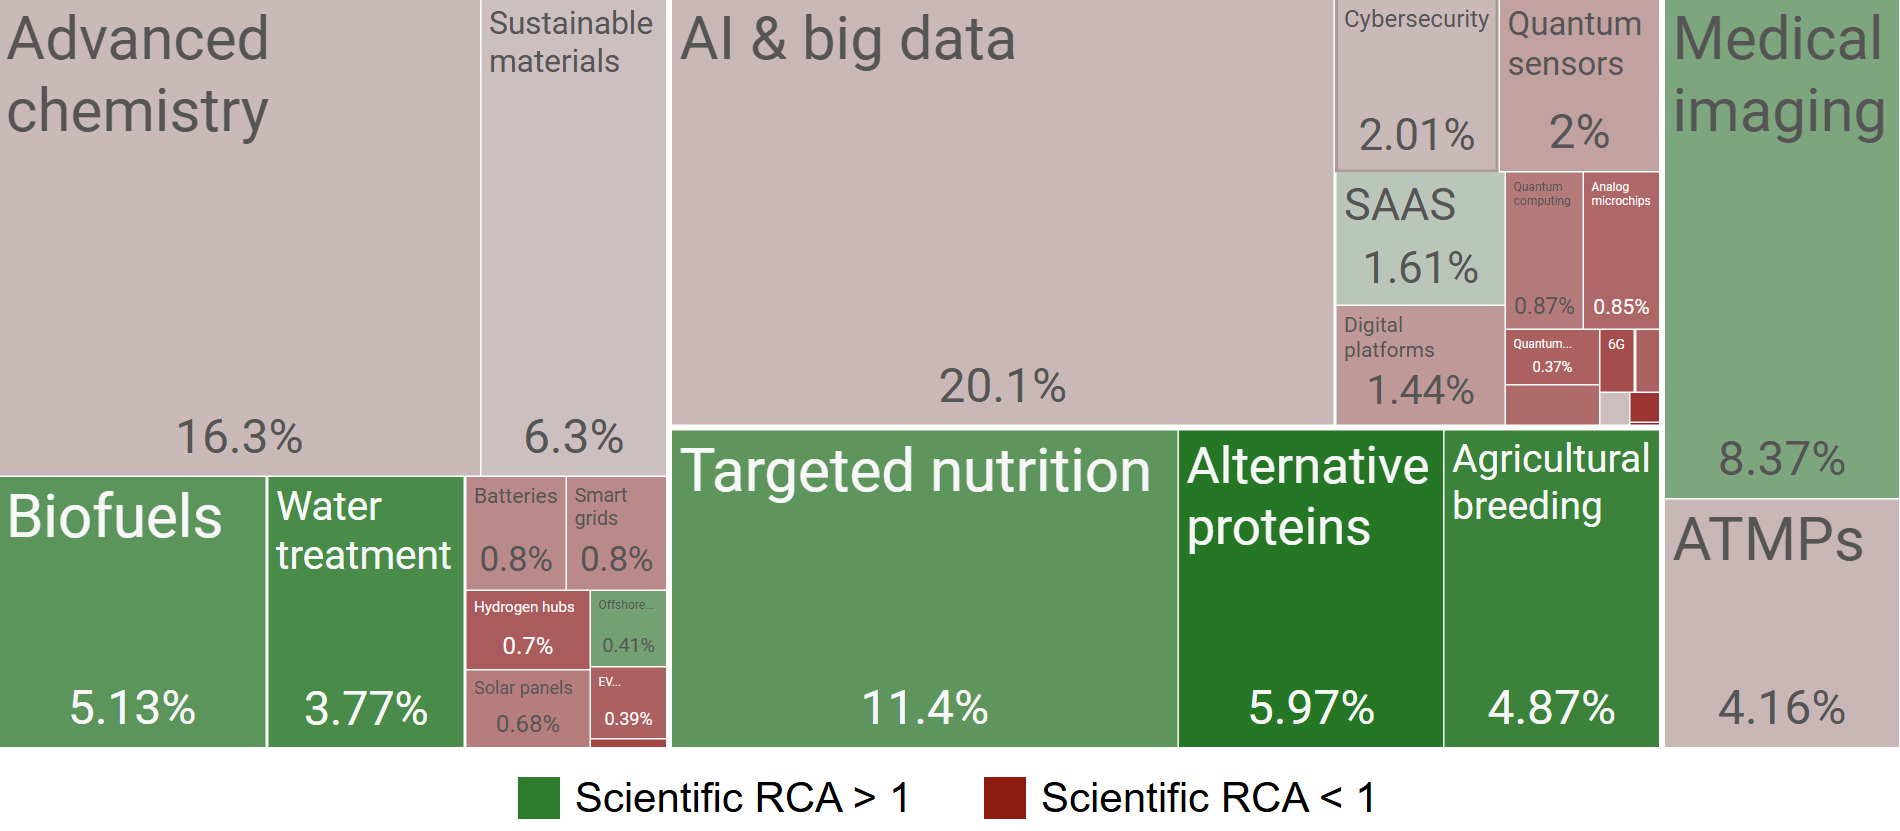 Advanced
chemistry
16.3%
Sustainable
materials
6.3%
Biofuels
5.13%
Water
treatment
3.77%
Batteries
0.8%
Smart
grids
0.8%
Hydrogen hubs
0.7%
Offshore...
0.41%
Solar panels
0.68%
EV...
0.39%
AI & big data
20.1%
Cybersecurity
2.01%
Quantum
sensors
2%
SAAS
1.61%
Digital
platforms
1.44%
Quantum
computing
0.87%
Analog
microchips
0.85%
Quantum...
0.37%
6G
Targeted nutrition
11.4%
Alternative
proteins
5.97%
Agricultural
breeding
4.87%
Medical
imaging
8.37%
ATMPs
4.16%
Scientific RCA > 1
Scientific RCA < 1